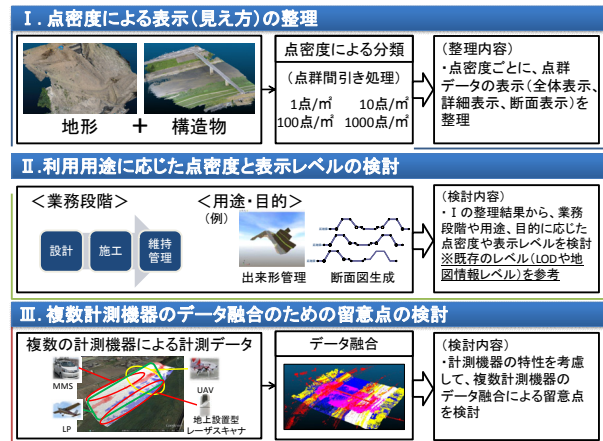 Ⅰ．点密度による表示（見え方）の整理
地形 ＋ 構造物
点密度による分類
（点群間引き処理）
1点/㎡ 10点/㎡
100点/㎡ 1000点/㎡
（整理内容）
・点密度ごとに、点群
データの表示（全体表示、
詳細表示、断面表示）を
整理
Ⅱ.利用用途に応じた点密度と表示レベルの検討
＜業務段階＞
設計
施工
維持
管理
＜用途・目的＞
（例）
出来形管理
断面図生成
（検討内容）
・Ⅰの整理結果から、業務
段階や用途、目的に応じた
点密度や表示レベルを検討
※既存のレベル（LODや地
図情報レベル）を参考
Ⅲ. 複数計測機器のデータ融合のための留意点の検討
複数の計測機器による計測データ
MMS
UAV
LP
地上設置型
レーザスキャナ
データ融合
（検討内容）
・計測機器の特性を考慮
して、複数計測機器の
データ融合による留意点
を検討